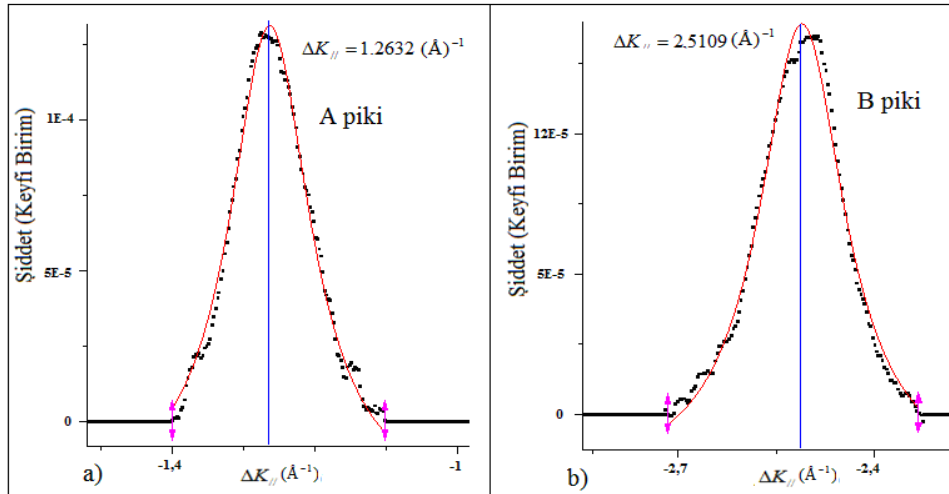 ΔK// = 1.2632 (Å)⁻¹
A piki
Şiddet (Keyfi Birim)
1E-4
5E-5
0
-1,4
-1
ΔK// (Å⁻¹)
a)
ΔK// = 2.5109 (Å)⁻¹
B piki
Şiddet (Keyfi Birim)
12E-5
5E-5
0
-2,7
-2,4
ΔK// (Å⁻¹)
b)